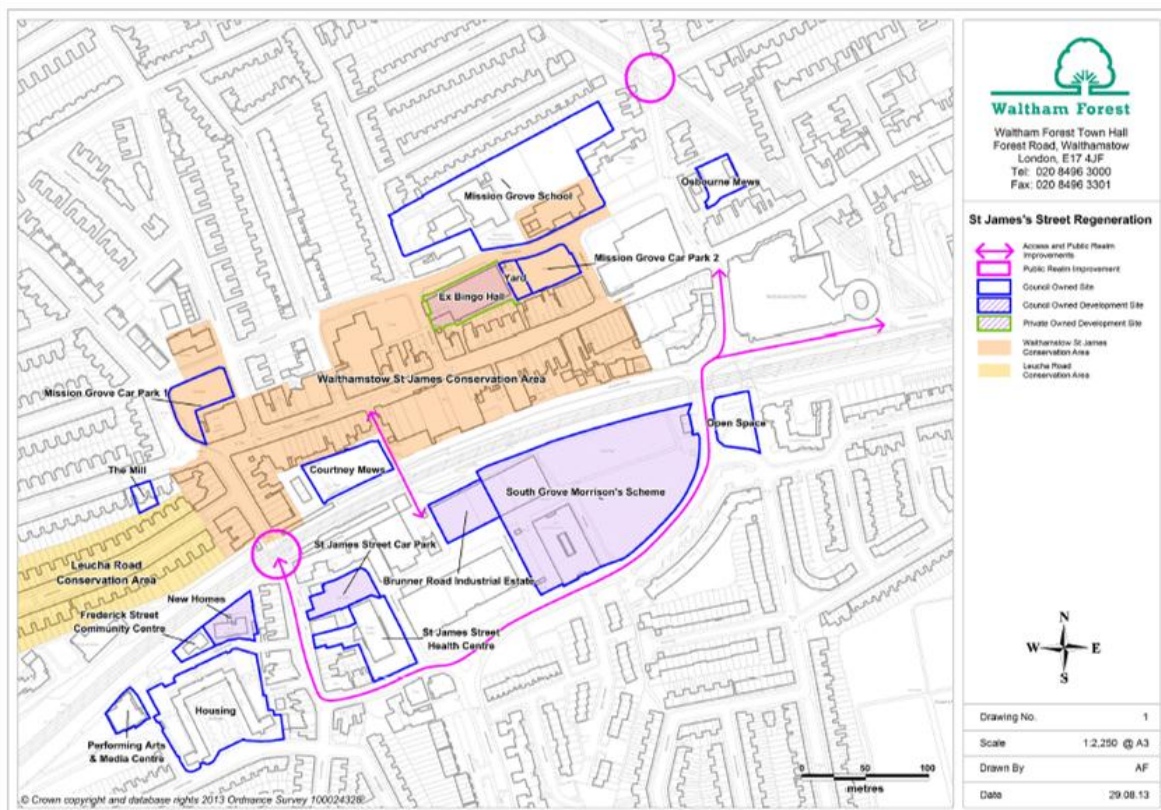 Mission Grove School
Osbourne Mews
Mission Grove Car Park 2
Yard
Ex Bingo Hall
Walthamstow St James Conservation Area
Mission Grove Car Park 1
Open Space
The Mill
Courtney Mews
South Grove Morrison's Scheme
St James Street Car Park
Leucha Road
Conservation Area
Brunner Road Industrial Estate
New Homes
Frederick Street
Community Centre
St James Street
Health Centre
Housing
Performing Arts
& Media Centre
0 50 100
metres
© Crown copyright and database rights 2013 Ordnance Survey 100024328
Waltham Forest
Waltham Forest Town Hall
Forest Road, Walthamstow
London, E17 4JF
Tel: 020 8496 3000
Fax: 020 8496 3301
St James's Street Regeneration
Access and Public Realm
Improvements
Public Realm Improvement
Council Owned Site
Council Owned Development Site
Private Owned Development Site
Walthamstow St James
Conservation Area
Leucha Road
Conservation Area
N
W E
S
Drawing No. 1
Scale 1:2,250 @ A3
Drawn By AF
Date 29.08.13